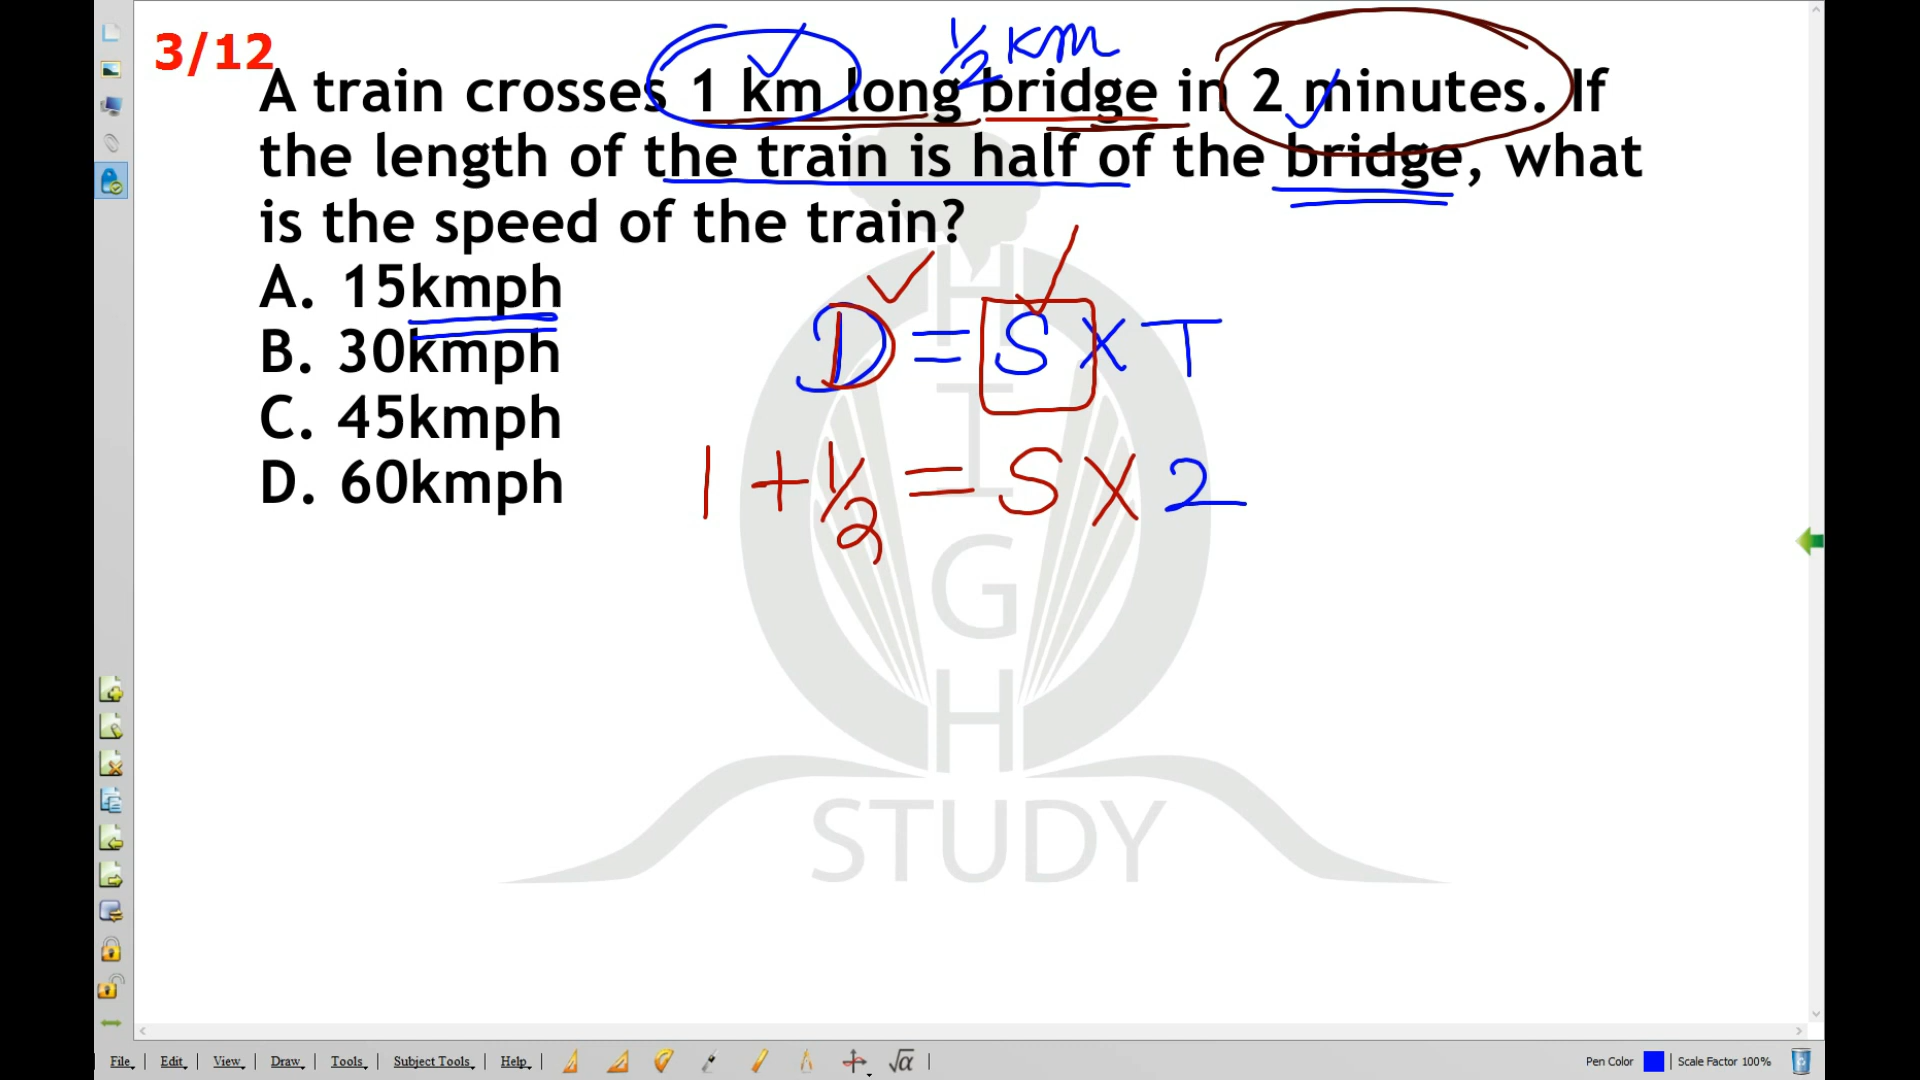 3/12
½ km
A train crosses 1 km long bridge in 2 minutes. If
the length of the train is half of the bridge, what
is the speed of the train?
A. 15kmph
B. 30kmph
C. 45kmph
D. 60kmph
D = S X T
1 + 1/2 = S X 2
HIGH
STUDY
File Edit View Draw Tools Subject Tools Help
Pen Color Scale Factor 100%